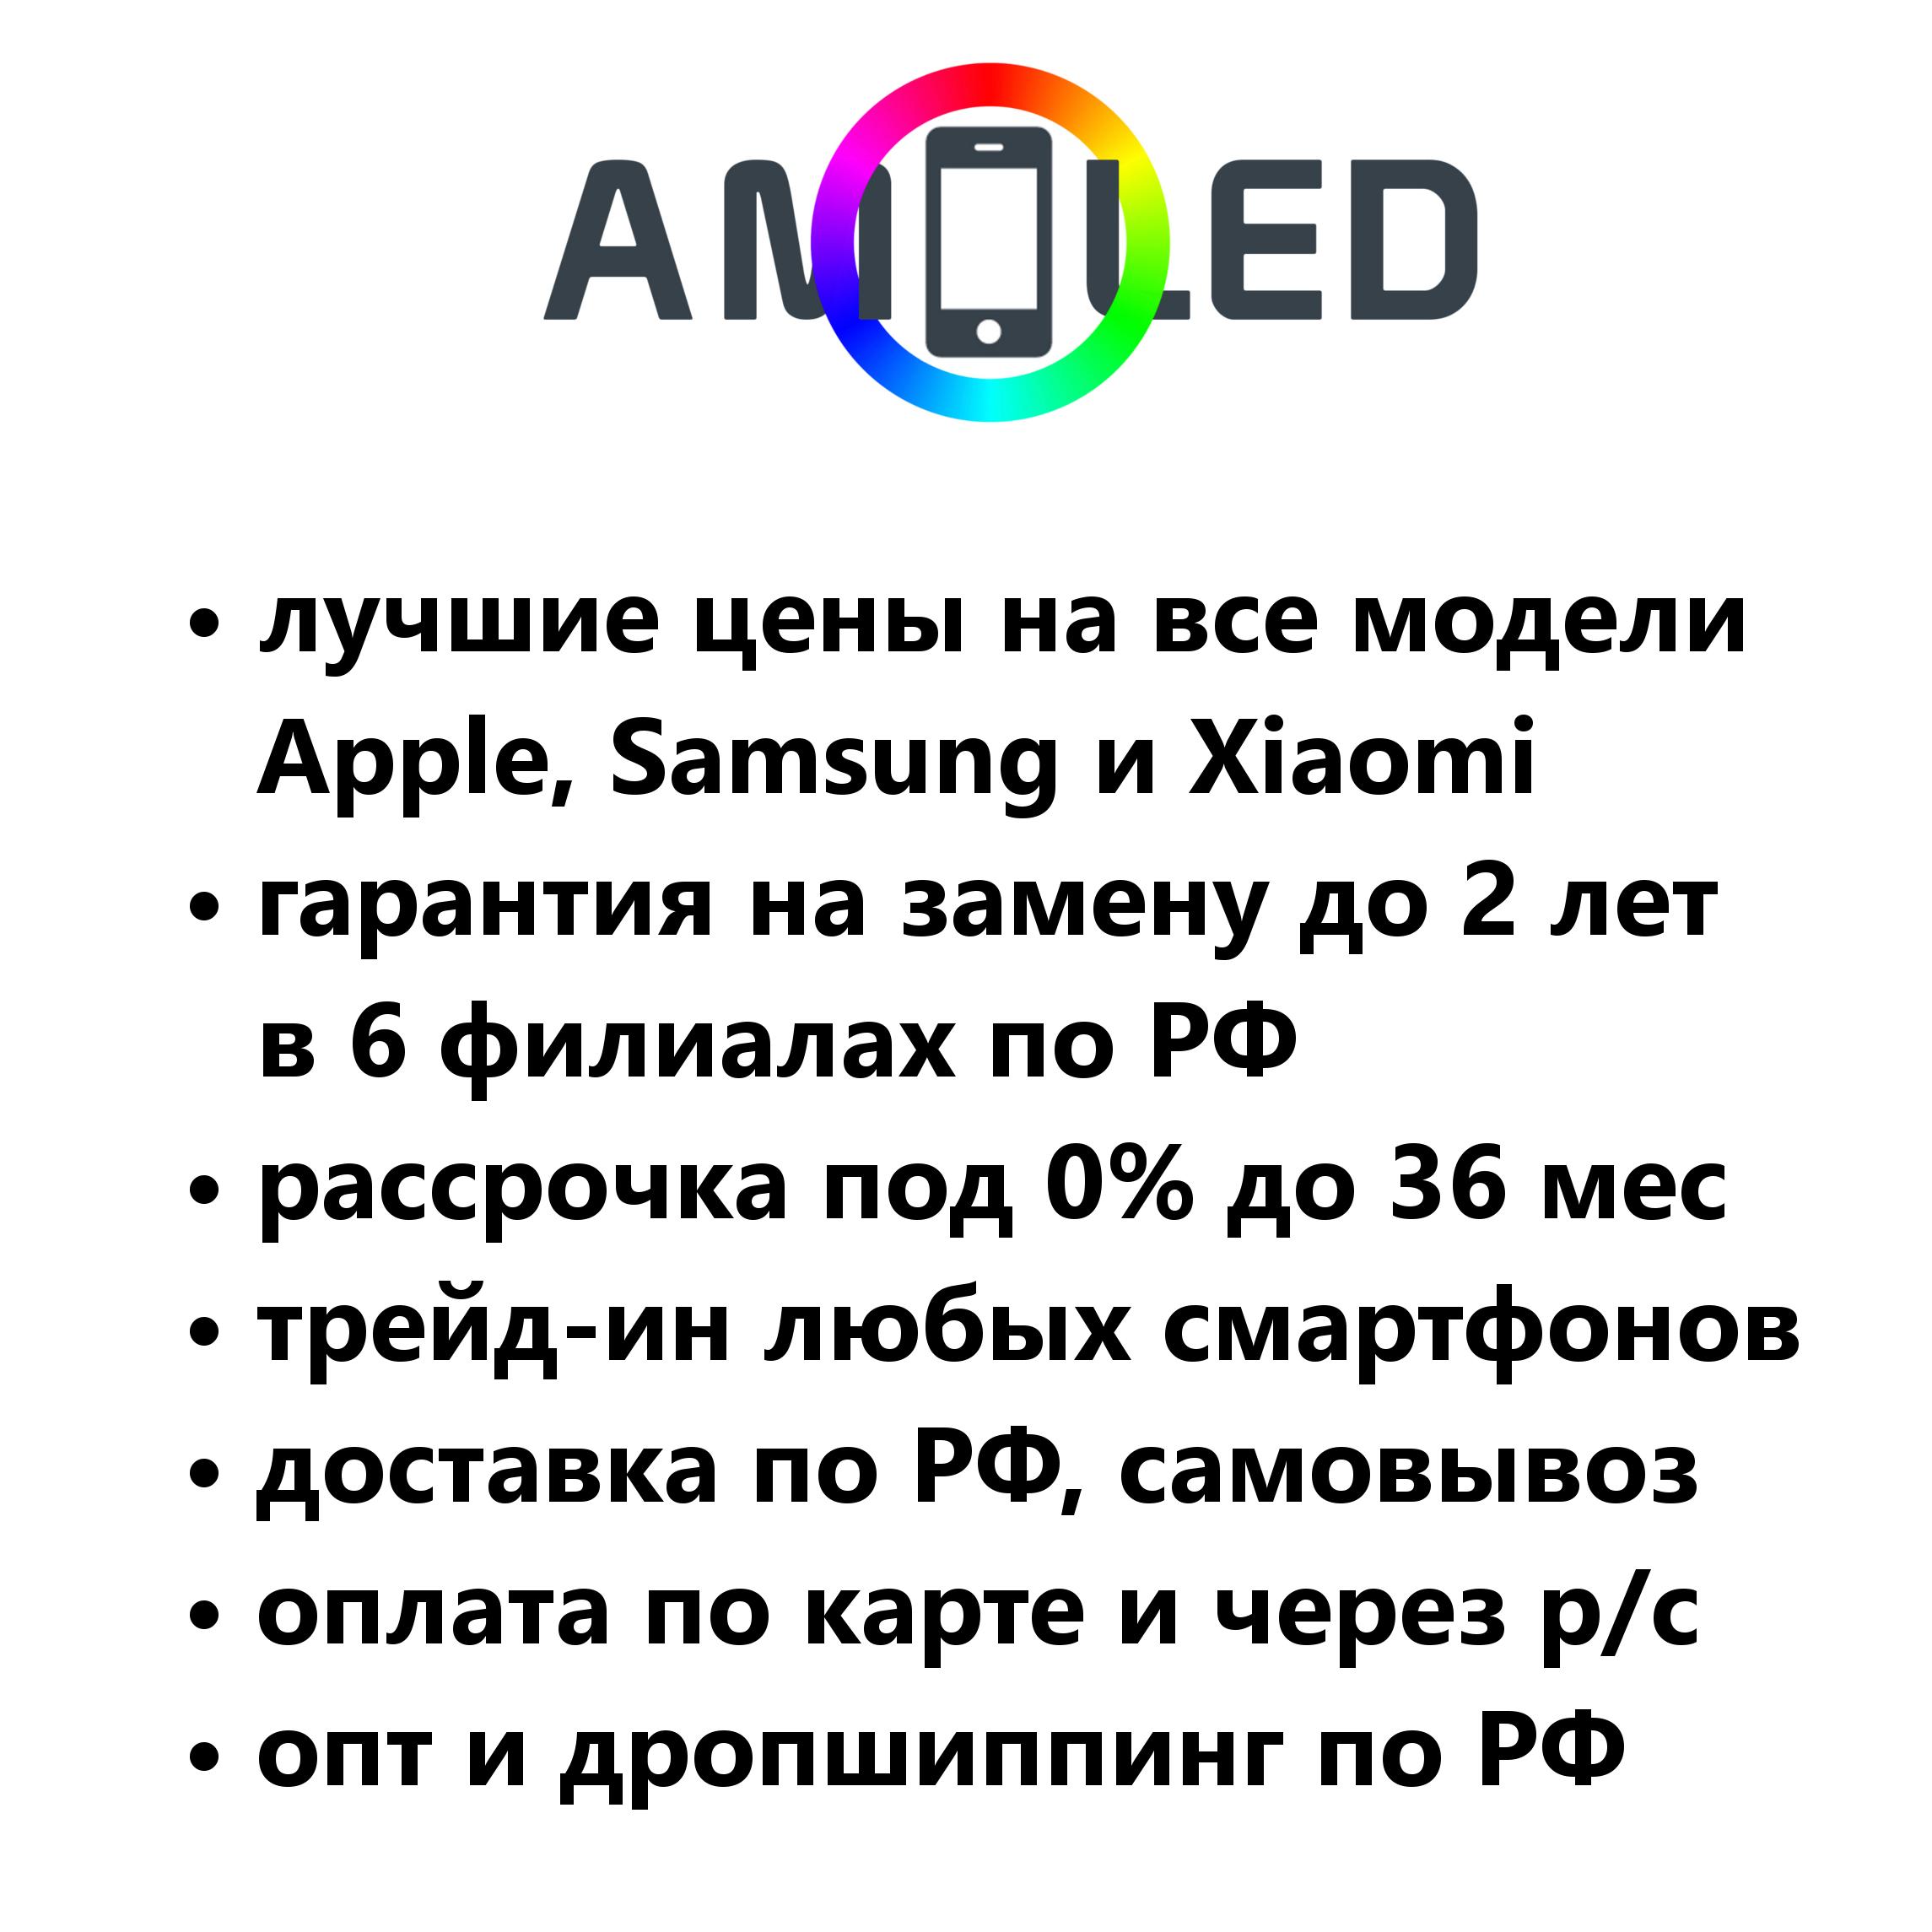 AMOLED
• лучшие цены на все модели
Apple, Samsung и Xiaomi
• гарантия на замену до 2 лет
в 6 филиалах по РФ
• рассрочка под 0% до 36 мес
• трейд-ин любых смартфонов
• доставка по РФ, самовывоз
• оплата по карте и через р/с
• опт и дропшиппинг по РФ